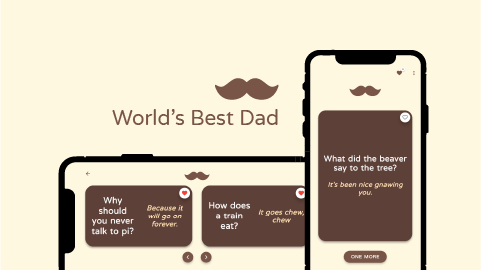 World's Best Dad
Why
should
you never
talk to pi?
Because it
will go on
forever.
How does
a train
eat?
It goes chew,
chew
What did the beaver
say to the tree?
It's been nice gnawing
you.
ONE MORE